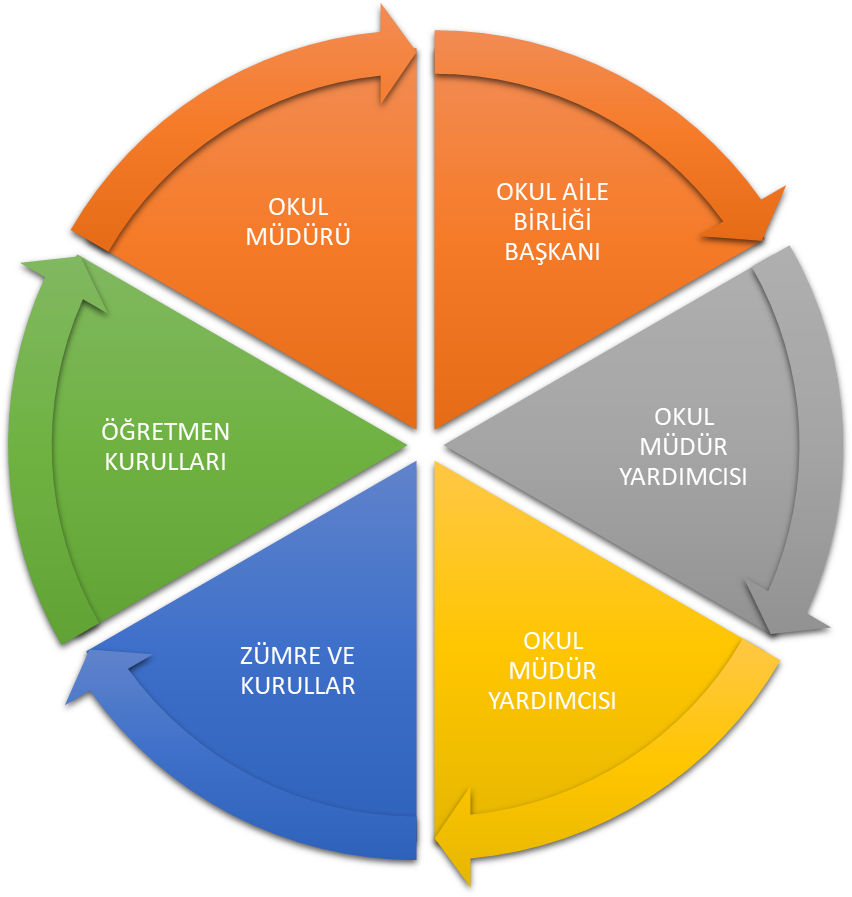 OKUL
MÜDÜRÜ
OKUL AİLE
BİRLİĞİ
BAŞKANI
OKUL
MÜDÜR
YARDIMCISI
OKUL
MÜDÜR
YARDIMCISI
ZÜMRE VE
KURULLAR
ÖĞRETMEN
KURULLARI